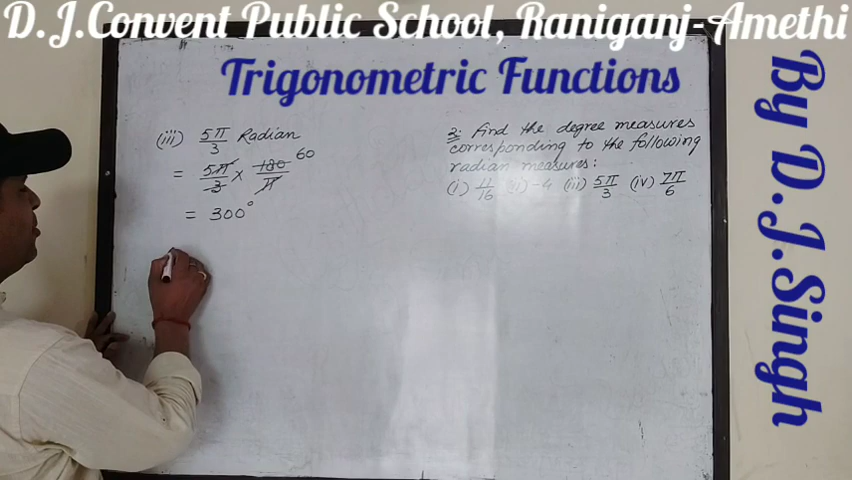 D.J.Convent Public School, Raniganj-Amethi
Trigonometric Functions
By D.J.Singh
(iii) 5π/3 Radian
= 5π/3 × 180/π 60
= 300°
3: Find the degree measures
corresponding to the following
radian measures:
(i) 11/16 (ii) -4 (iii) 5π/3 (iv) 7π/6